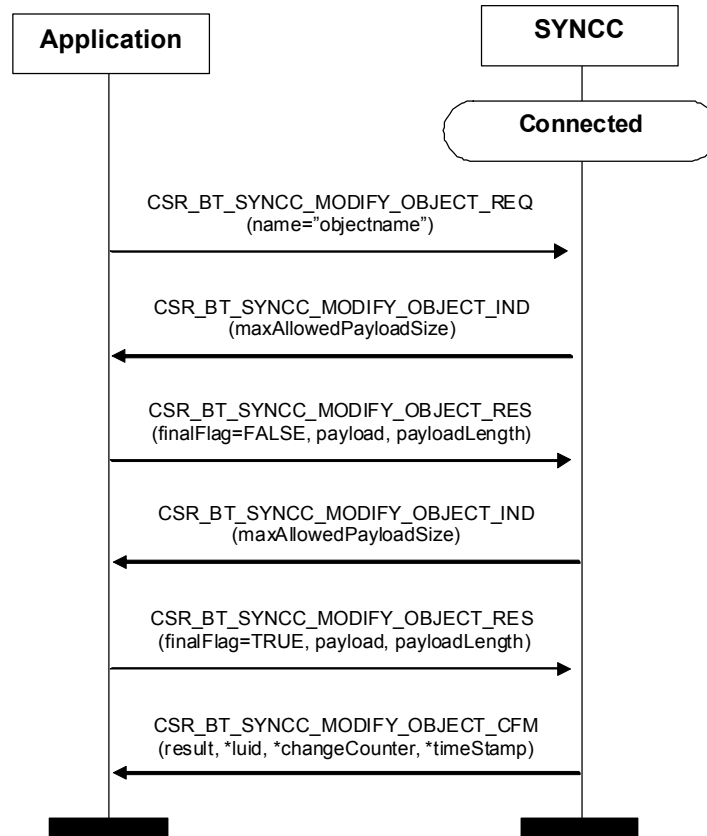 Application
SYNCC
Connected
CSR_BT_SYNCC_MODIFY_OBJECT_REQ
(name=”objectname”)
CSR_BT_SYNCC_MODIFY_OBJECT_IND
(maxAllowedPayloadSize)
CSR_BT_SYNCC_MODIFY_OBJECT_RES
(finalFlag=FALSE, payload, payloadLength)
CSR_BT_SYNCC_MODIFY_OBJECT_IND
(maxAllowedPayloadSize)
CSR_BT_SYNCC_MODIFY_OBJECT_RES
(finalFlag=TRUE, payload, payloadLength)
CSR_BT_SYNCC_MODIFY_OBJECT_CFM
(result, *luid, *changeCounter, *timeStamp)